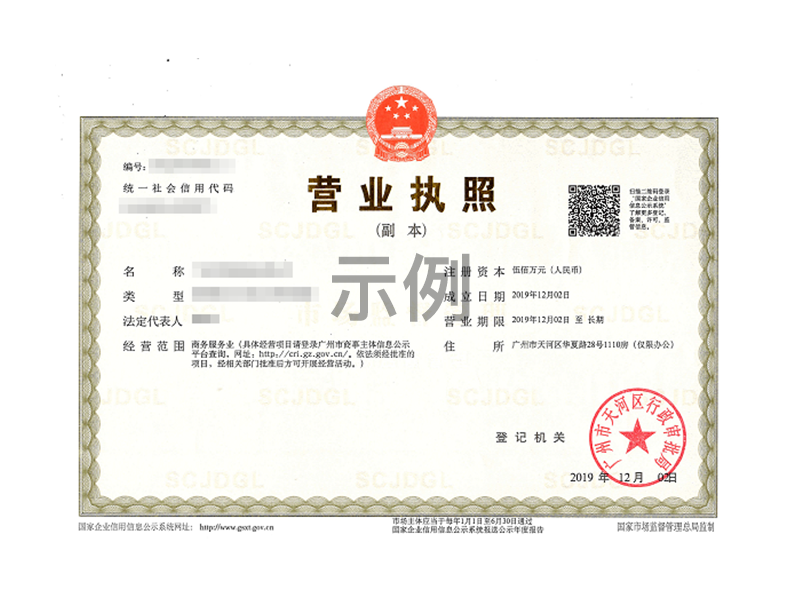 编号：
统一社会信用代码
营业执照
（副 本）
扫描二维码登录
“国家企业信用
信息公示系统”
了解更多登记、
备案、许可、监
管信息。
示例
名 称
类 型
法定代表人
经营范围 商务服务业（具体经营项目请登录广州市商事主体信息公示
平台查询。网址：http://cri.gz.gov.cn/。依法须经批准的
项目，经相关部门批准后方可开展经营活动。）
注册资本 伍佰万元（人民币）
成立日期 2019年12月02日
营业期限 2019年12月02日 至 长期
住 所 广州市天河区华夏路28号1110房（仅限办公）
登记机关
广州市天河区行政审批局
2019 年 12 月 02日
国家企业信用信息公示系统网址： http://www.gsxt.gov.cn
市场主体应当于每年1月1日至6月30日通过
国家企业信用信息公示系统报送公示年度报告
国家市场监督管理总局监制
SCJDGL